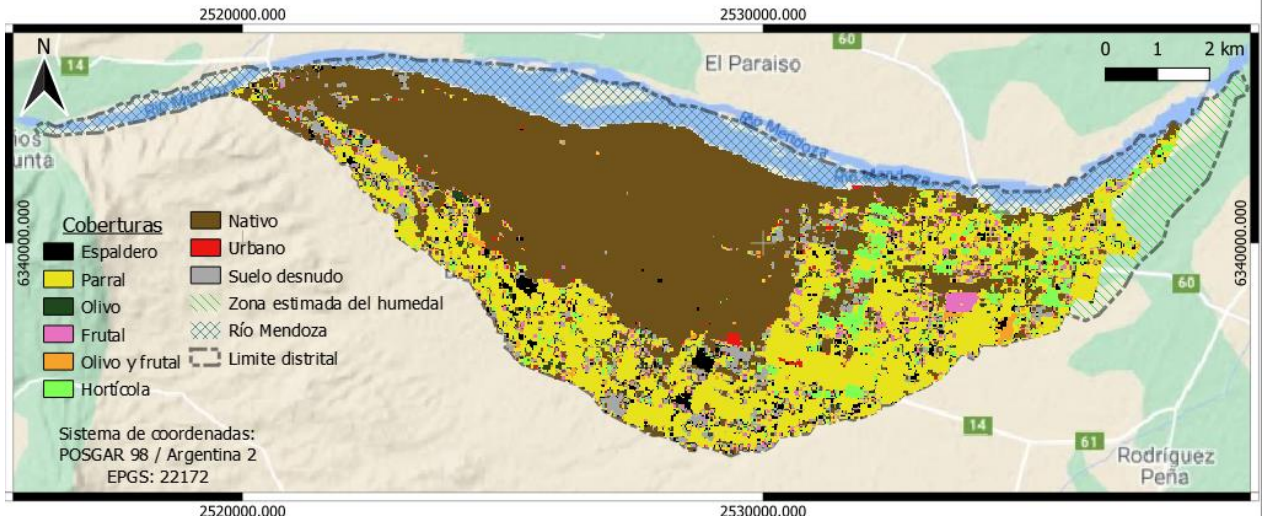 2520000.000
2530000.000
N
14
60
El Paraiso
0 1 2 km
Río Mendoza
ios
unta
Río Mendoza
6340000.000
6340000.000
Coberturas
Espaldero
Parral
Olivo
Frutal
Olivo y frutal
Hortícola
Nativo
Urbano
Suelo desnudo
Zona estimada del humedal
Río Mendoza
Limite distrital
60
14
61
Rodríguez
Peña
Sistema de coordenadas:
POSGAR 98 / Argentina 2
EPGS: 22172
2520000.000
2530000.000